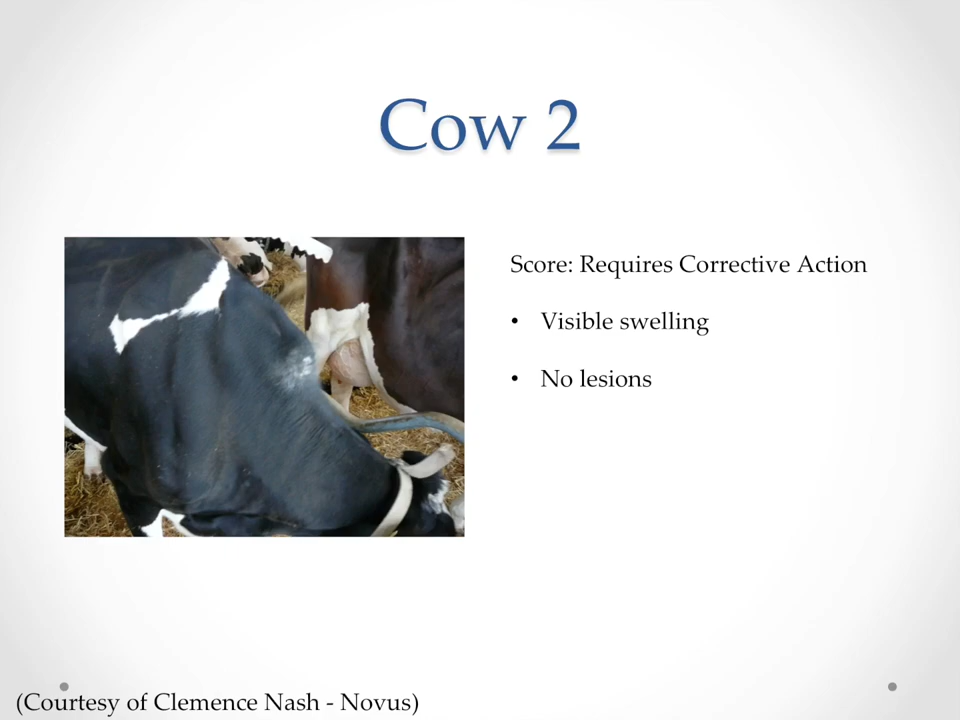 Cow 2
Score: Requires Corrective Action
• Visible swelling
• No lesions
(Courtesy of Clemence Nash - Novus)